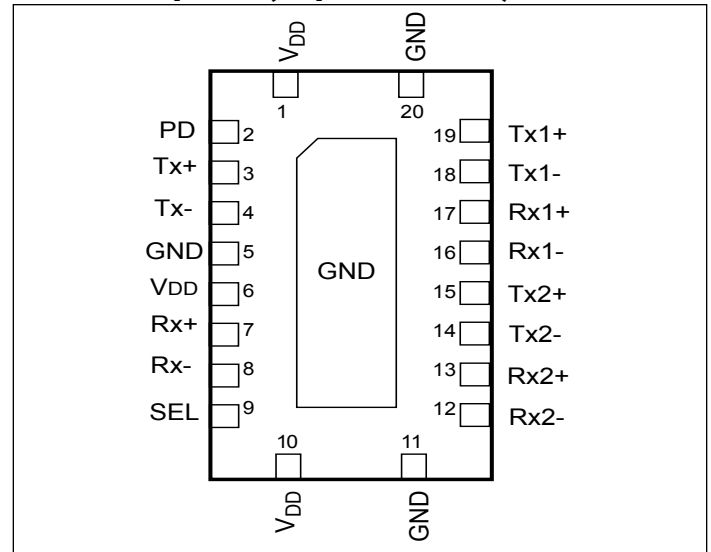 VDD
GND
1
20
PD
2
19
Tx1+
Tx+
3
18
Tx1-
Tx-
4
17
Rx1+
GND
5
16
Rx1-
GND
VDD
6
15
Tx2+
Rx+
7
14
Tx2-
Rx-
8
13
Rx2+
SEL
9
12
Rx2-
10
11
VDD
GND